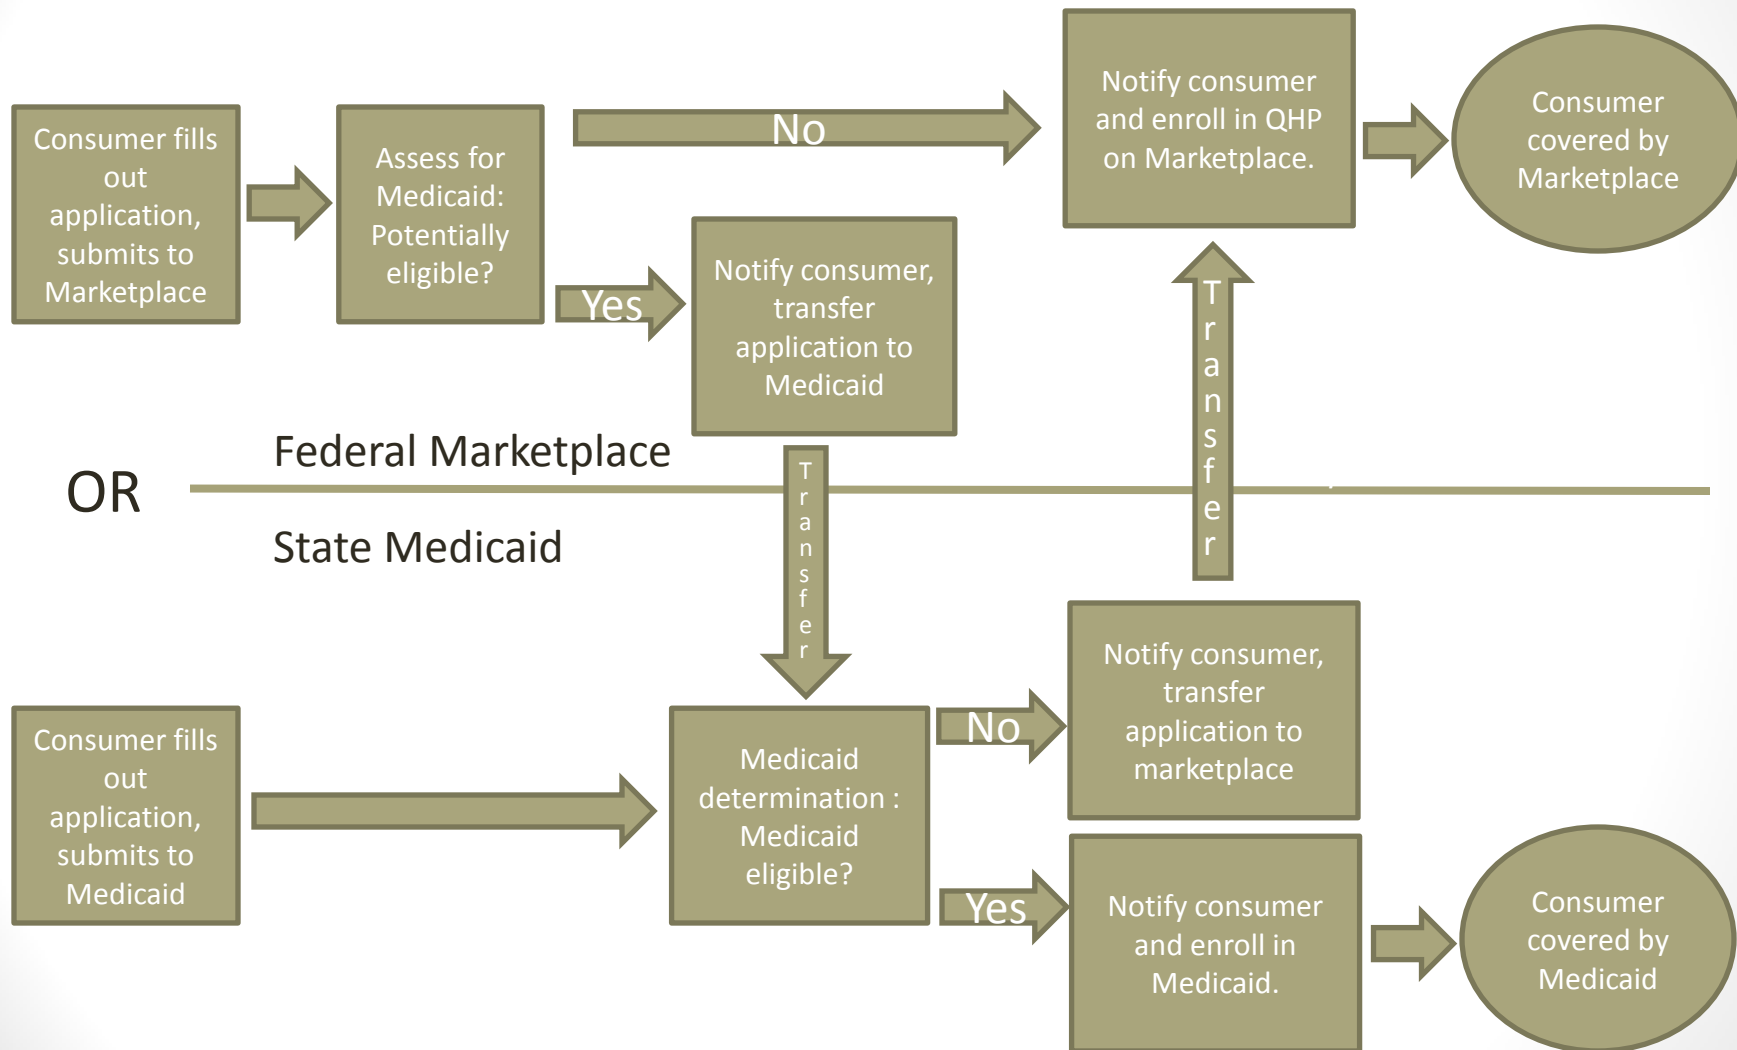 Consumer fills
out
application,
submits to
Marketplace
Assess for
Medicaid:
Potentially
eligible?
No
Yes
Notify consumer,
transfer
application to
Medicaid
Notify consumer
and enroll in QHP
on Marketplace.
Consumer
covered by
Marketplace
Transfer
Transfer
Federal Marketplace
OR
State Medicaid
Consumer fills
out
application,
submits to
Medicaid
Medicaid
determination :
Medicaid
eligible?
No
Yes
Notify consumer,
transfer
application to
marketplace
Notify consumer
and enroll in
Medicaid.
Consumer
covered by
Medicaid